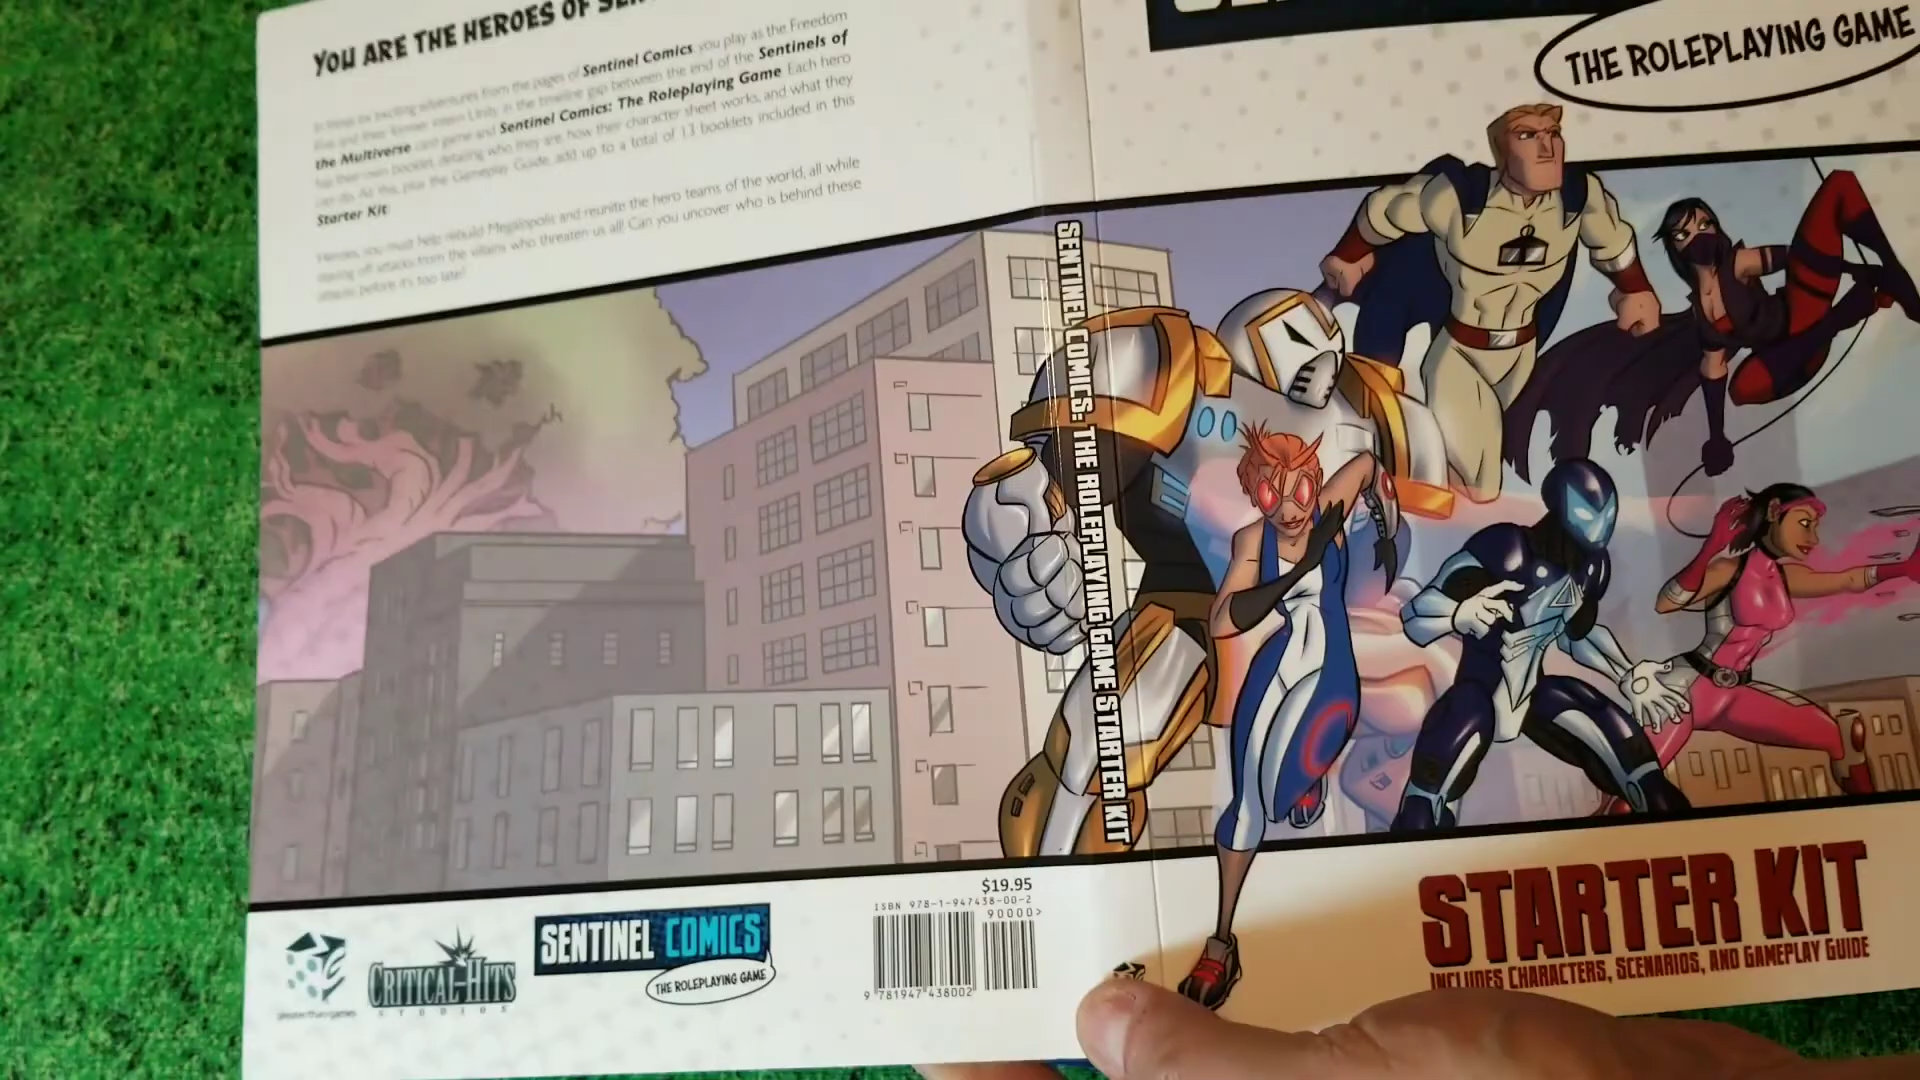 YOU ARE THE HEROES OF
In these six exciting adventures from the pages of Sentinel Comics, you play as the Freedom
Five and their former intern Unity, in the timeline gap between the end of the Sentinels of
the Multiverse card game and Sentinel Comics: The Roleplaying Game. Each hero
has their own booklet, detailing who they are, how their character sheet works, and what they
can do. All this, plus the Gameplay Guide, add up to a total of 13 booklets included in this
Starter Kit.
Heroes, you must help rebuild Megalopolis and reunite the hero teams of the world, all while
staving off attacks from the villains who threaten us all! Can you uncover who is behind these
attacks before it's too late?
THE ROLEPLAYING GAME
SENTINEL COMICS: THE ROLEPLAYING GAME STARTER KIT
STARTER KIT
INCLUDES CHARACTERS, SCENARIOS, AND GAMEPLAY GUIDE
greaterthangames
CRITICAL-HITS
STUDIOS
SENTINEL COMICS
THE ROLEPLAYING GAME
$19.95
ISBN 978-1-947438-00-2
90000>
9 781947 438002